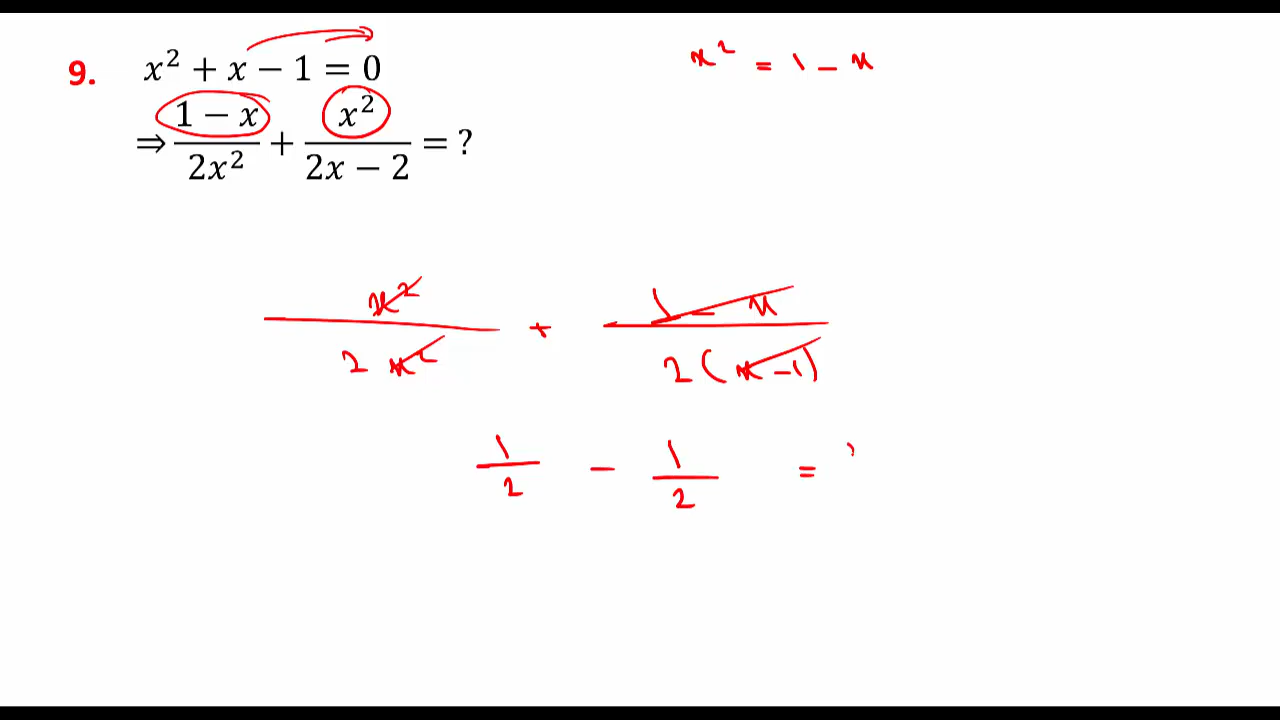 9. x² + x − 1 = 0
x² = 1 − x
⇒ (1 − x)/(2x²) + x²/(2x − 2) = ?
x²/(2x²) + (1 − x)/(2(x − 1))
1/2 − 1/2 =